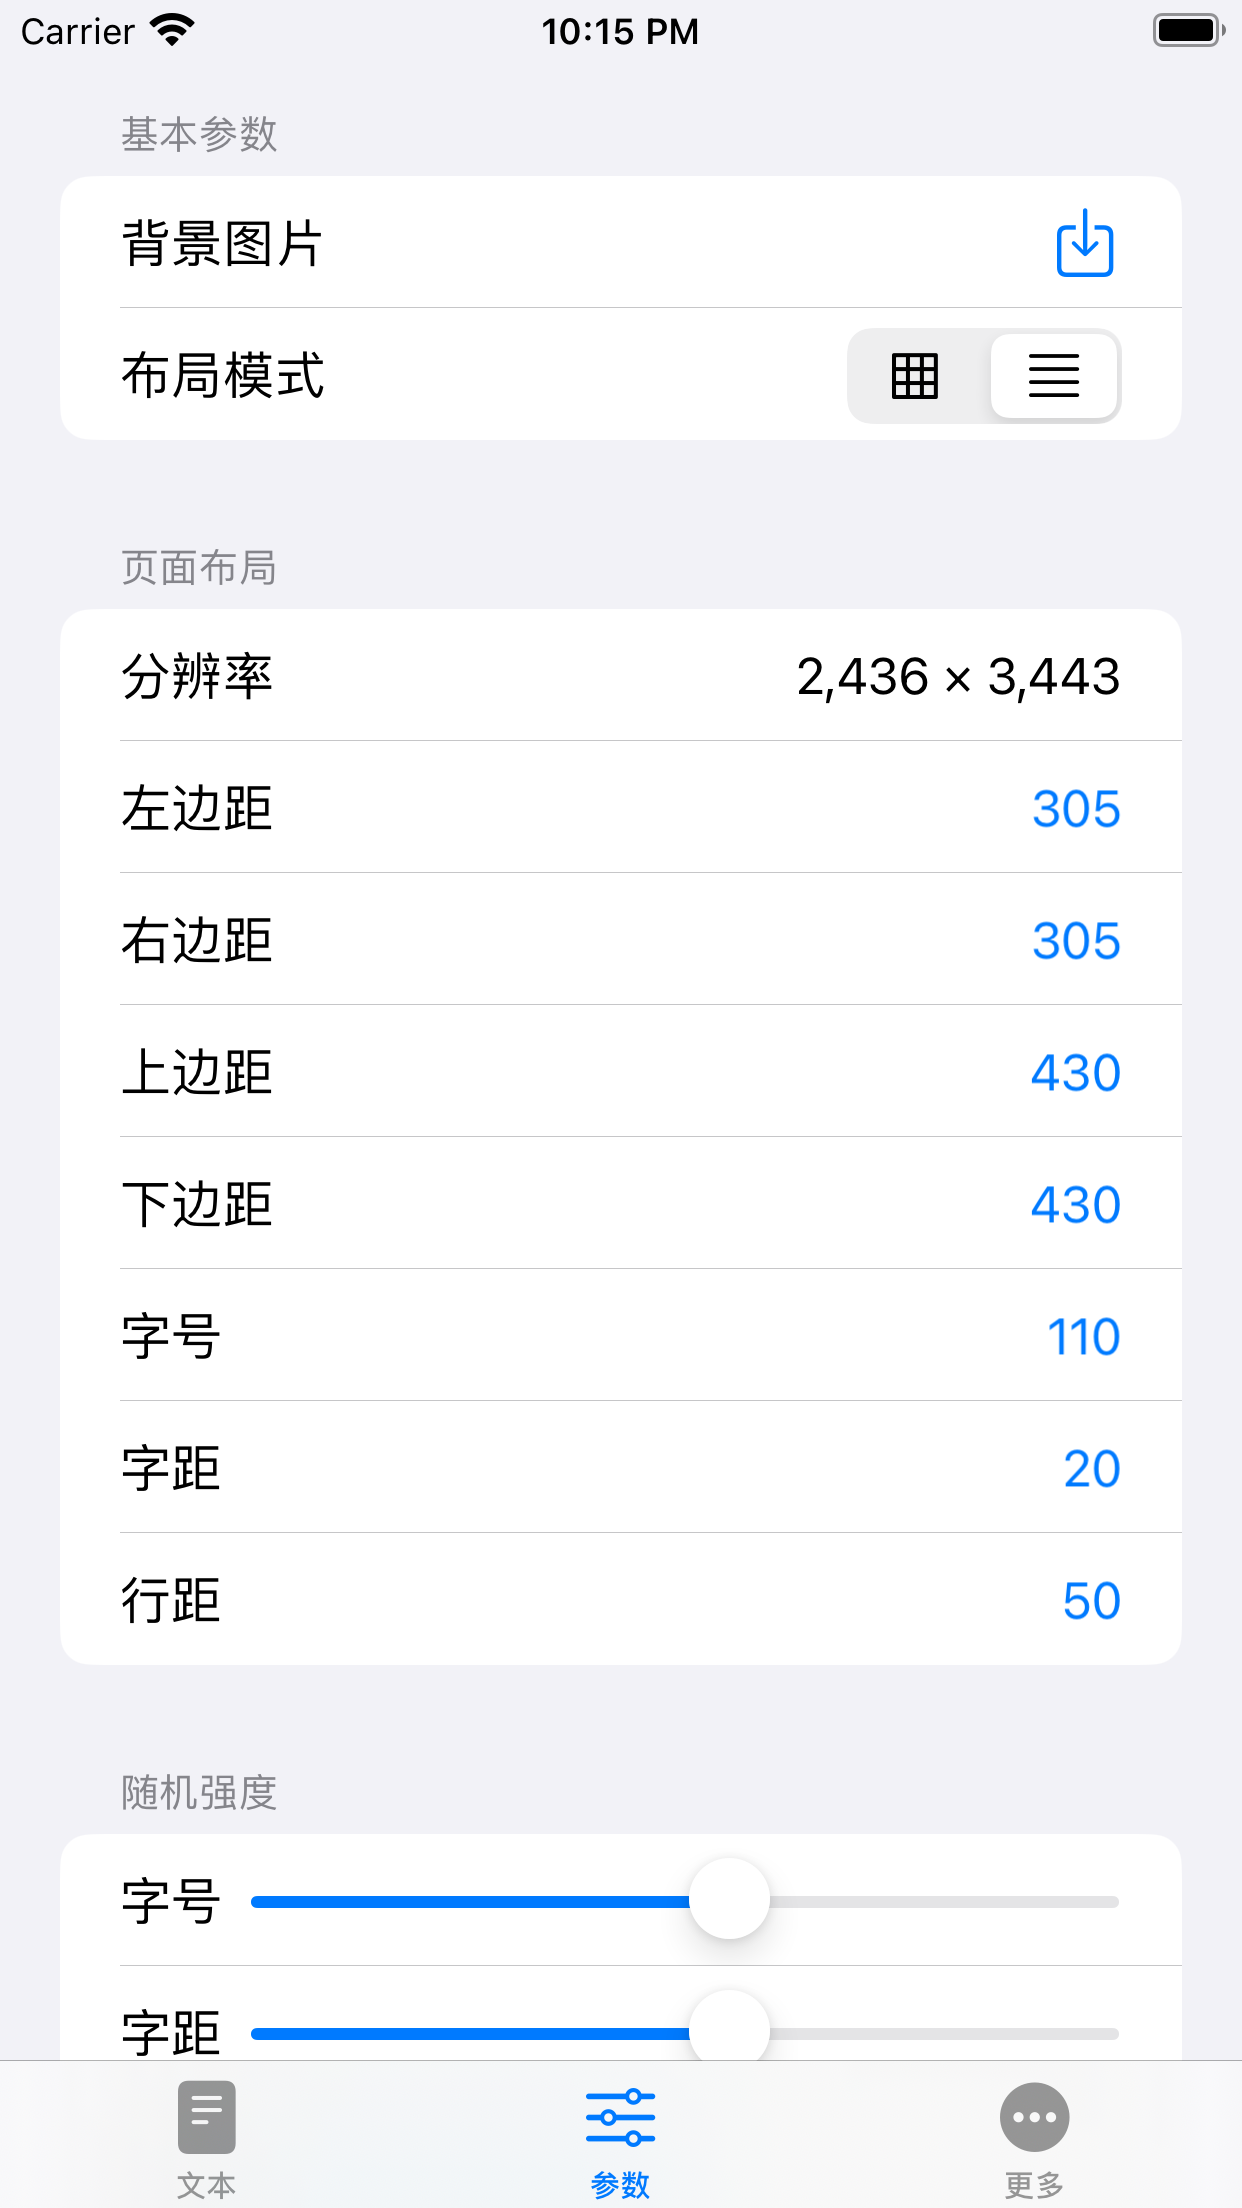 Carrier 10:15 PM
基本参数
背景图片
布局模式
页面布局
分辨率 2,436 × 3,443
左边距 305
右边距 305
上边距 430
下边距 430
字号 110
字距 20
行距 50
随机强度
字号
字距
文本 参数 更多